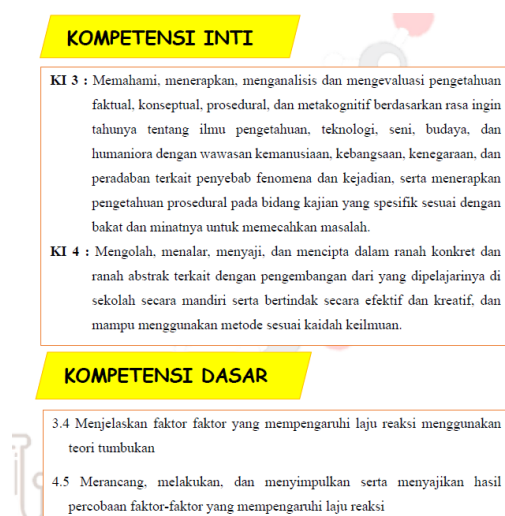 KOMPETENSI INTI
KI 3 : Memahami, menerapkan, menganalisis dan mengevaluasi pengetahuan
faktual, konseptual, prosedural, dan metakognitif berdasarkan rasa ingin
tahunya tentang ilmu pengetahuan, teknologi, seni, budaya, dan
humaniora dengan wawasan kemanusiaan, kebangsaan, kenegaraan, dan
peradaban terkait penyebab fenomena dan kejadian, serta menerapkan
pengetahuan prosedural pada bidang kajian yang spesifik sesuai dengan
bakat dan minatnya untuk memecahkan masalah.
KI 4 : Mengolah, menalar, menyaji, dan mencipta dalam ranah konkret dan
ranah abstrak terkait dengan pengembangan dari yang dipelajarinya di
sekolah secara mandiri serta bertindak secara efektif dan kreatif, dan
mampu menggunakan metode sesuai kaidah keilmuan.
KOMPETENSI DASAR
3.4 Menjelaskan faktor faktor yang mempengaruhi laju reaksi menggunakan
teori tumbukan
4.5 Merancang, melakukan, dan menyimpulkan serta menyajikan hasil
percobaan faktor-faktor yang mempengaruhi laju reaksi